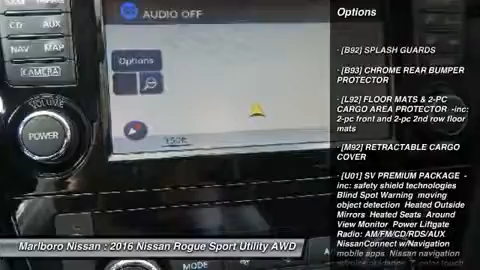 AUDIO OFF
CD AUX
NAV MAP
CAMERA
VOLUME
POWER
Options
MODE
Marlboro Nissan : 2016 Nissan Rogue Sport Utility AWD
Options
· [B92] SPLASH GUARDS
· [B93] CHROME REAR BUMPER
PROTECTOR
· [L92] FLOOR MATS & 2-PC
CARGO AREA PROTECTOR -inc:
2-pc front and 2-pc 2nd row floor
mats
· [M92] RETRACTABLE CARGO
COVER
· [U01] SV PREMIUM PACKAGE -
inc: safety shield technologies
Blind Spot Warning moving
object detection Heated Outside
Mirrors Heated Seats Around
View Monitor Power Liftgate
Radio: AM/FM/CD/RDS/AUX
NissanConnect w/Navigation
mobile apps Nissan navigation